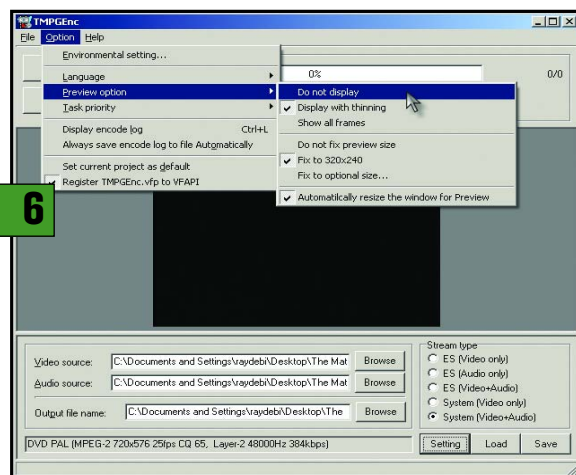 TMPGEnc
File Option Help
Environmental setting...
Language
Preview option
Task priority
Display encode log Ctrl+L
Always save encode log to file Automatically
Set current project as default
Register TMPGEnc.vfp to VFAPI
0%
0/0
Do not display
Display with thinning
Show all frames
Do not fix preview size
Fix to 320x240
Fix to optional size...
Automatilcally resize the window for Preview
6
Video source: C:\Documents and Settings\raydebi\Desktop\The Mat Browse
Audio source: C:\Documents and Settings\raydebi\Desktop\The Mat Browse
Output file name: C:\Documents and Settings\raydebi\Desktop\The Browse
Stream type
ES (Video only)
ES (Audio only)
ES (Video+Audio)
System (Video only)
System (Video+Audio)
DVD PAL (MPEG-2 720x576 25fps CQ 65, Layer-2 48000Hz 384kbps)
Setting Load Save